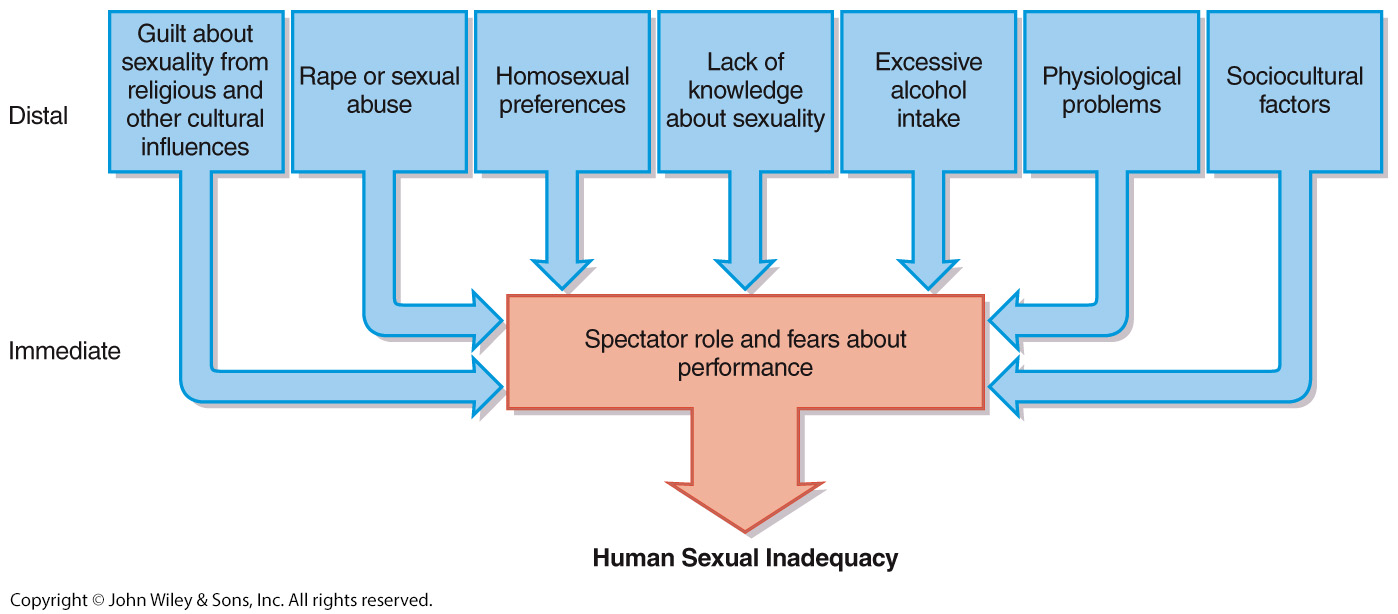 Distal
Guilt about
sexuality from
religious and
other cultural
influences
Rape or sexual
abuse
Homosexual
preferences
Lack of
knowledge
about sexuality
Excessive
alcohol
intake
Physiological
problems
Sociocultural
factors
Immediate
Spectator role and fears about
performance
Human Sexual Inadequacy
Copyright © John Wiley & Sons, Inc. All rights reserved.